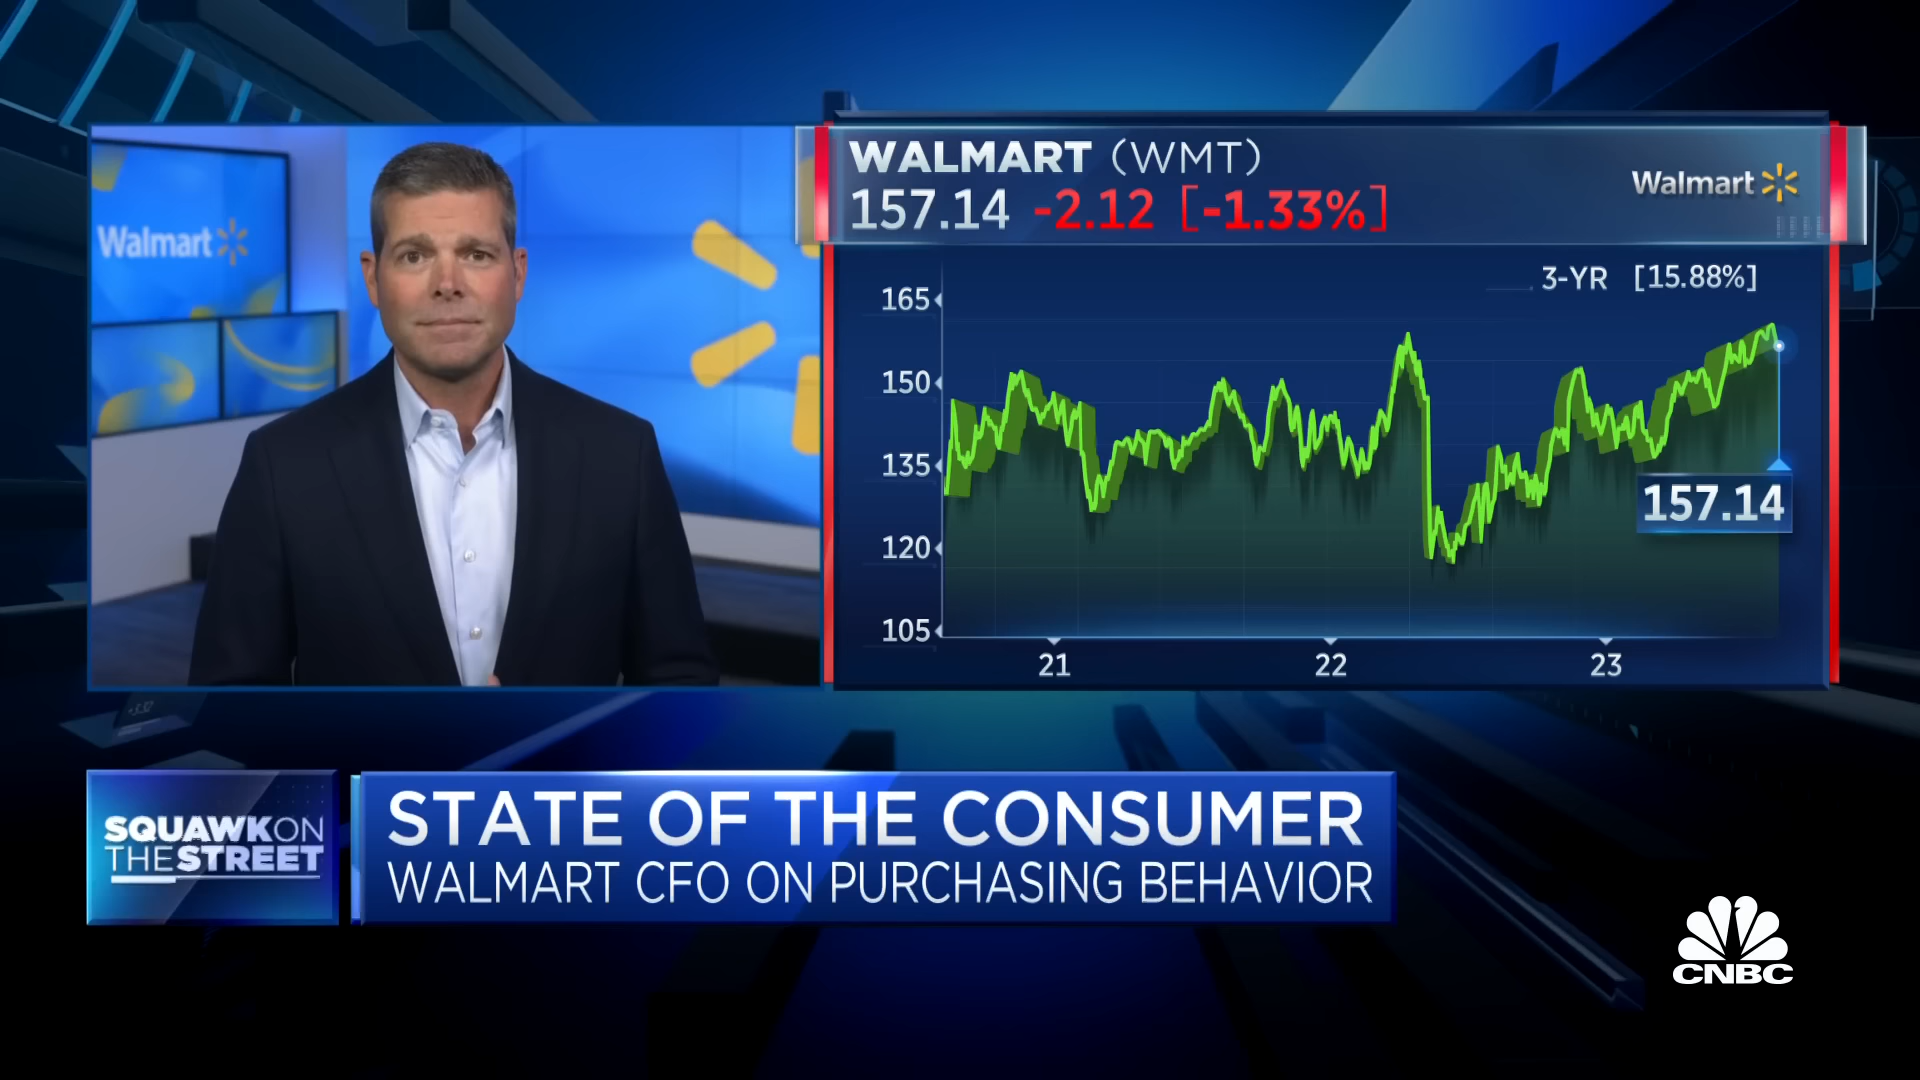 Walmart
WALMART (WMT)
157.14 -2.12 [-1.33%]
Walmart
3-YR [15.88%]
165
150
135
120
105
157.14
21 22 23
SQUAWK ON
THE STREET
STATE OF THE CONSUMER
WALMART CFO ON PURCHASING BEHAVIOR
CNBC